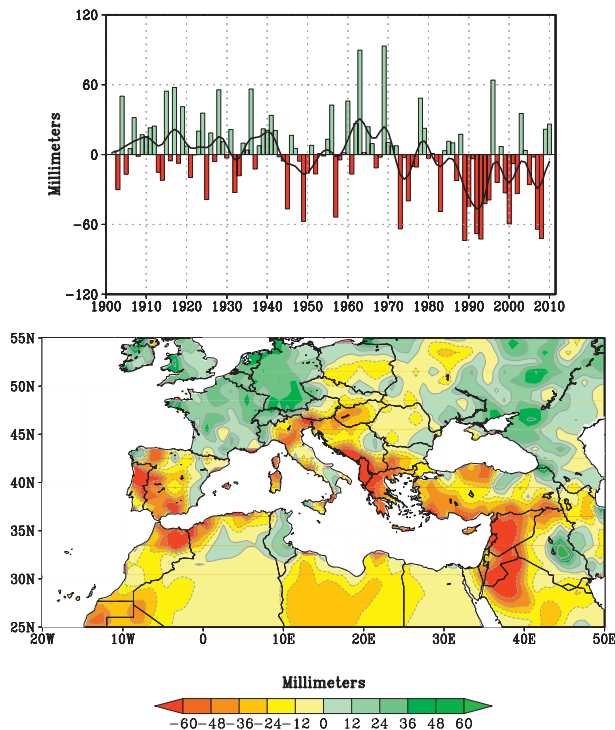 120
60
0
−60
−120
Millimeters
1900 1910 1920 1930 1940 1950 1960 1970 1980 1990 2000 2010
55N
50N
45N
40N
35N
30N
25N
20W 10W 0 10E 20E 30E 40E 50E
Millimeters
−60 −48 −36 −24 −12 0 12 24 36 48 60